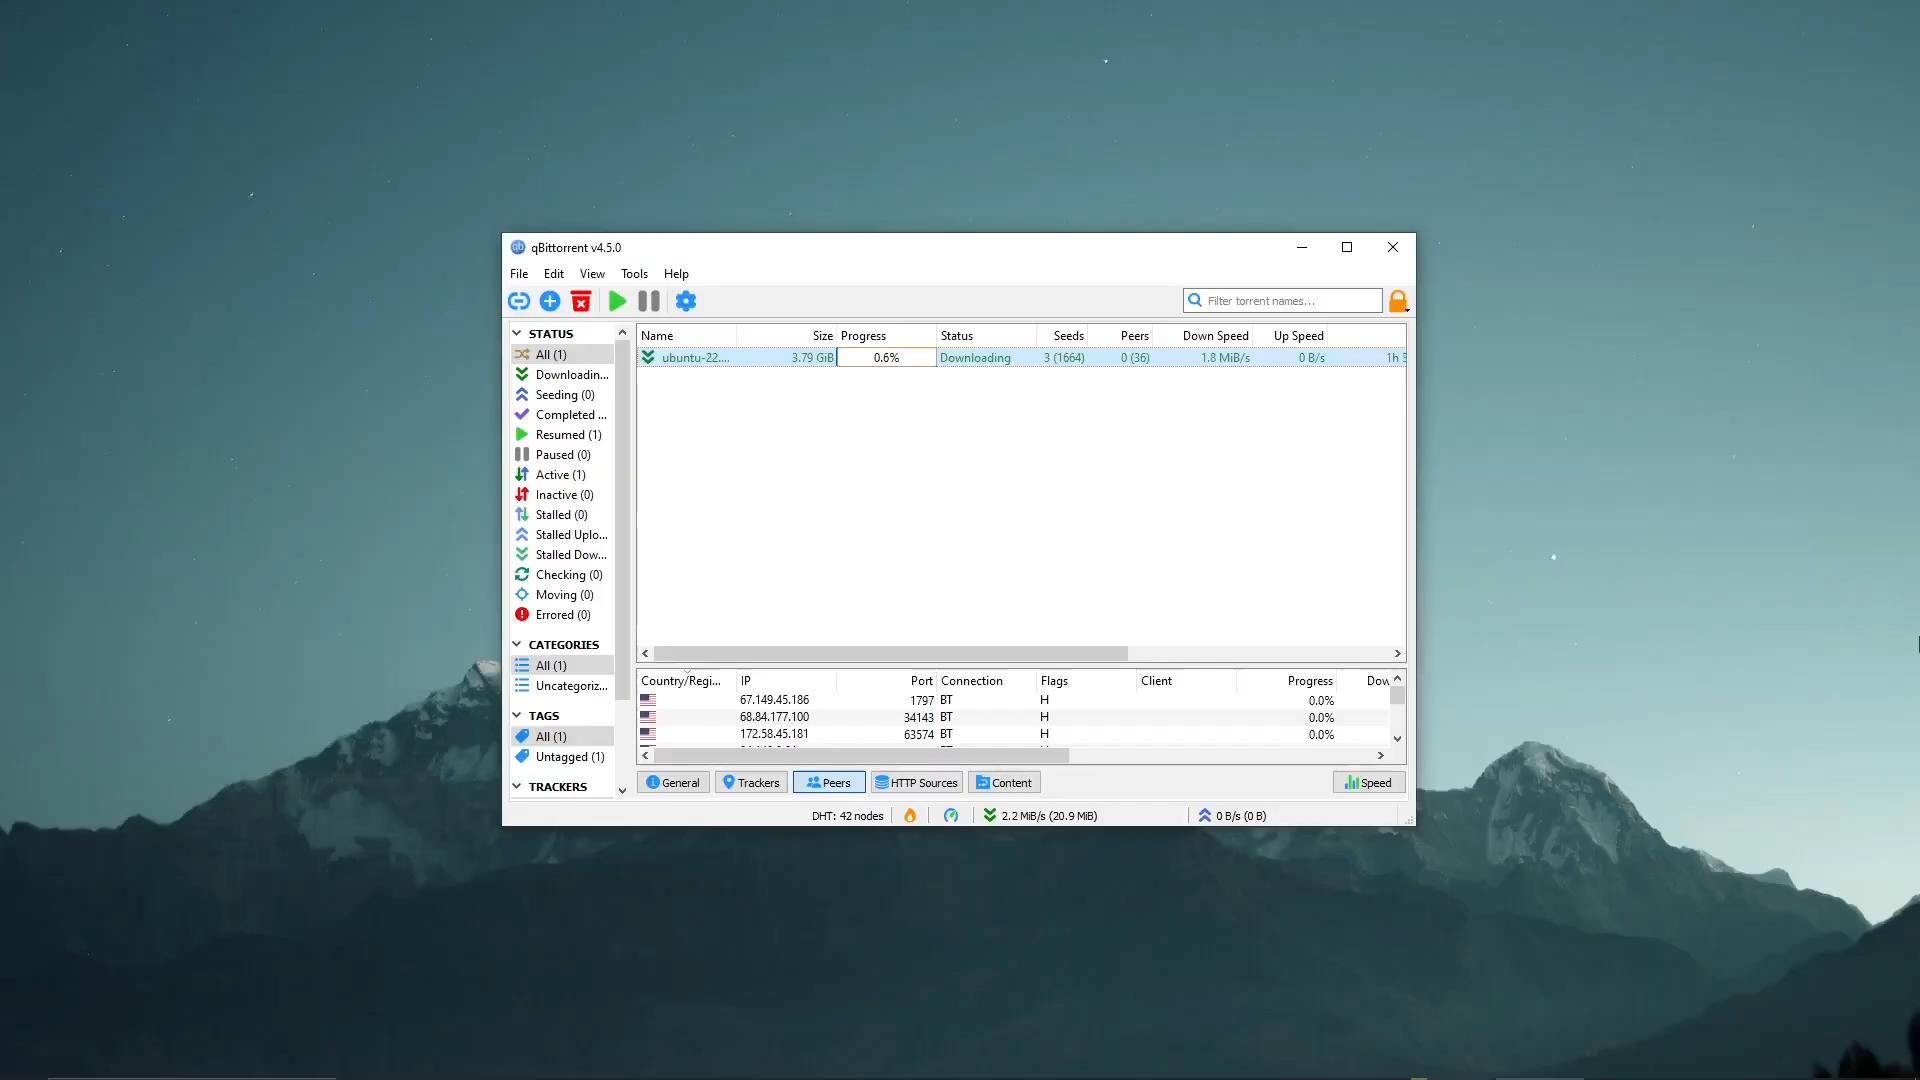 qBittorrent v4.5.0
File Edit View Tools Help
Filter torrent names...
STATUS
All (1)
Downloadin...
Seeding (0)
Completed ...
Resumed (1)
Paused (0)
Active (1)
Inactive (0)
Stalled (0)
Stalled Uplo...
Stalled Dow...
Checking (0)
Moving (0)
Errored (0)
CATEGORIES
All (1)
Uncategoriz...
TAGS
All (1)
Untagged (1)
TRACKERS
Name Size Progress Status Seeds Peers Down Speed Up Speed
ubuntu-22.... 3.79 GiB 0.6% Downloading 3 (1664) 0 (36) 1.8 MiB/s 0 B/s 1h
Country/Regi... IP Port Connection Flags Client Progress Dow
67.149.45.186 1797 BT H 0.0%
68.84.177.100 34143 BT H 0.0%
172.58.45.181 63574 BT H 0.0%
General Trackers Peers HTTP Sources Content Speed
DHT: 42 nodes 2.2 MiB/s (20.9 MiB) 0 B/s (0 B)